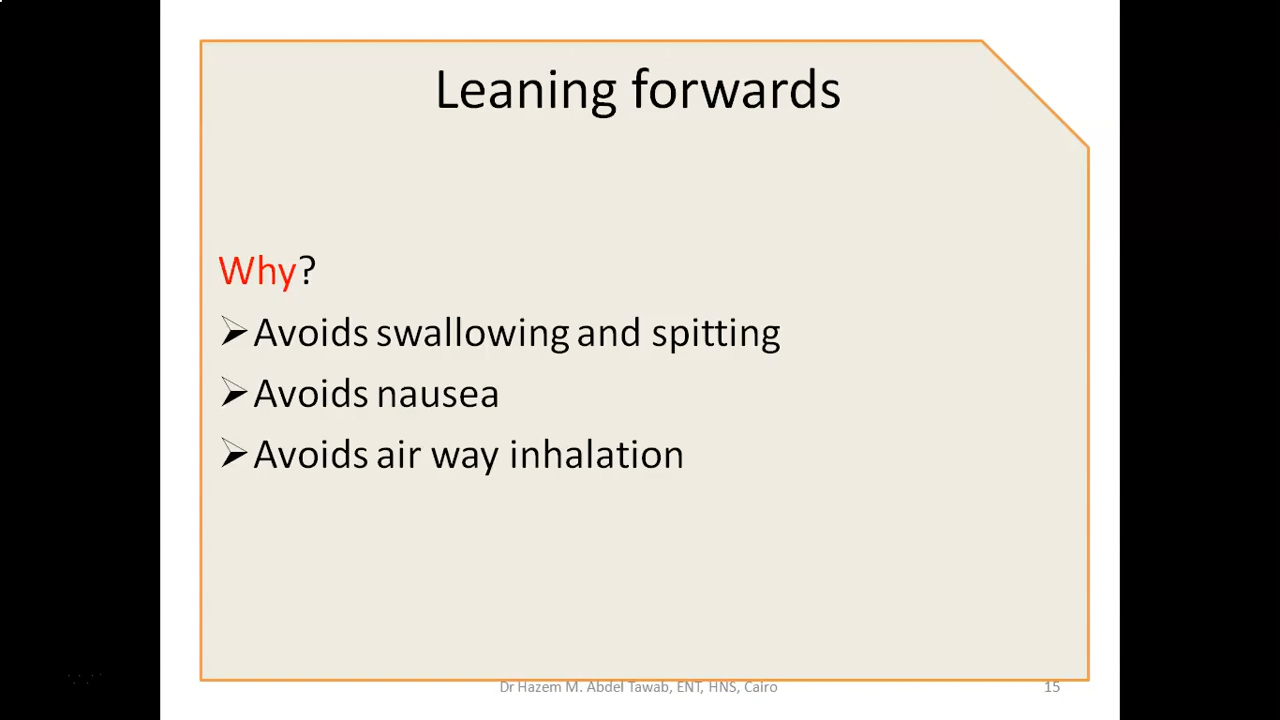 Leaning forwards
Why?
Avoids swallowing and spitting
Avoids nausea
Avoids air way inhalation
Dr Hazem M. Abdel Tawab, ENT, HNS, Cairo
15